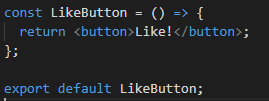 const LikeButton = () => {
  return <button>Like!</button>;
};

export default LikeButton;